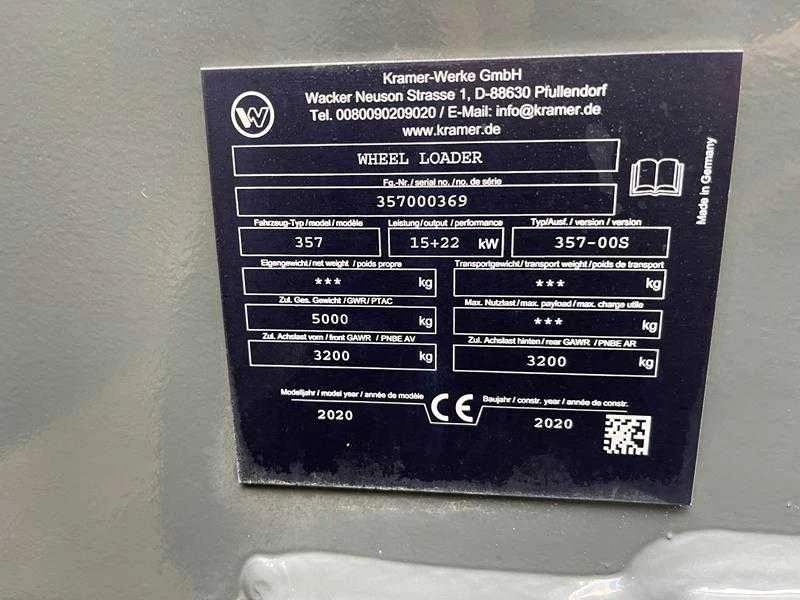 Kramer-Werke GmbH
Wacker Neuson Strasse 1, D-88630 Pfullendorf
Tel. 0080090209020 / E-Mail: info@kramer.de
www.kramer.de
W
WHEEL LOADER
Fg.-Nr. / serial no. / no. de série
357000369
Made in Germany
Fahrzeug-Typ / model / modèle Leistung / output / performance Typ/Ausf. / version / version
357 15+22 kW 357-00S
Eigengewicht / net weight / poids propre Transportgewicht / transport weight / poids de transport
*** kg *** kg
Zul. Ges. Gewicht / GWR / PTAC Max. Nutzlast / max. payload / max. charge utile
5000 kg *** kg
Zul. Achslast vorn / front GAWR / PNBE AV Zul. Achslast hinten / rear GAWR / PNBE AR
3200 kg 3200 kg
Modelljahr / model year / année de modèle CE Baujahr / constr. year / année de constr.
2020 2020